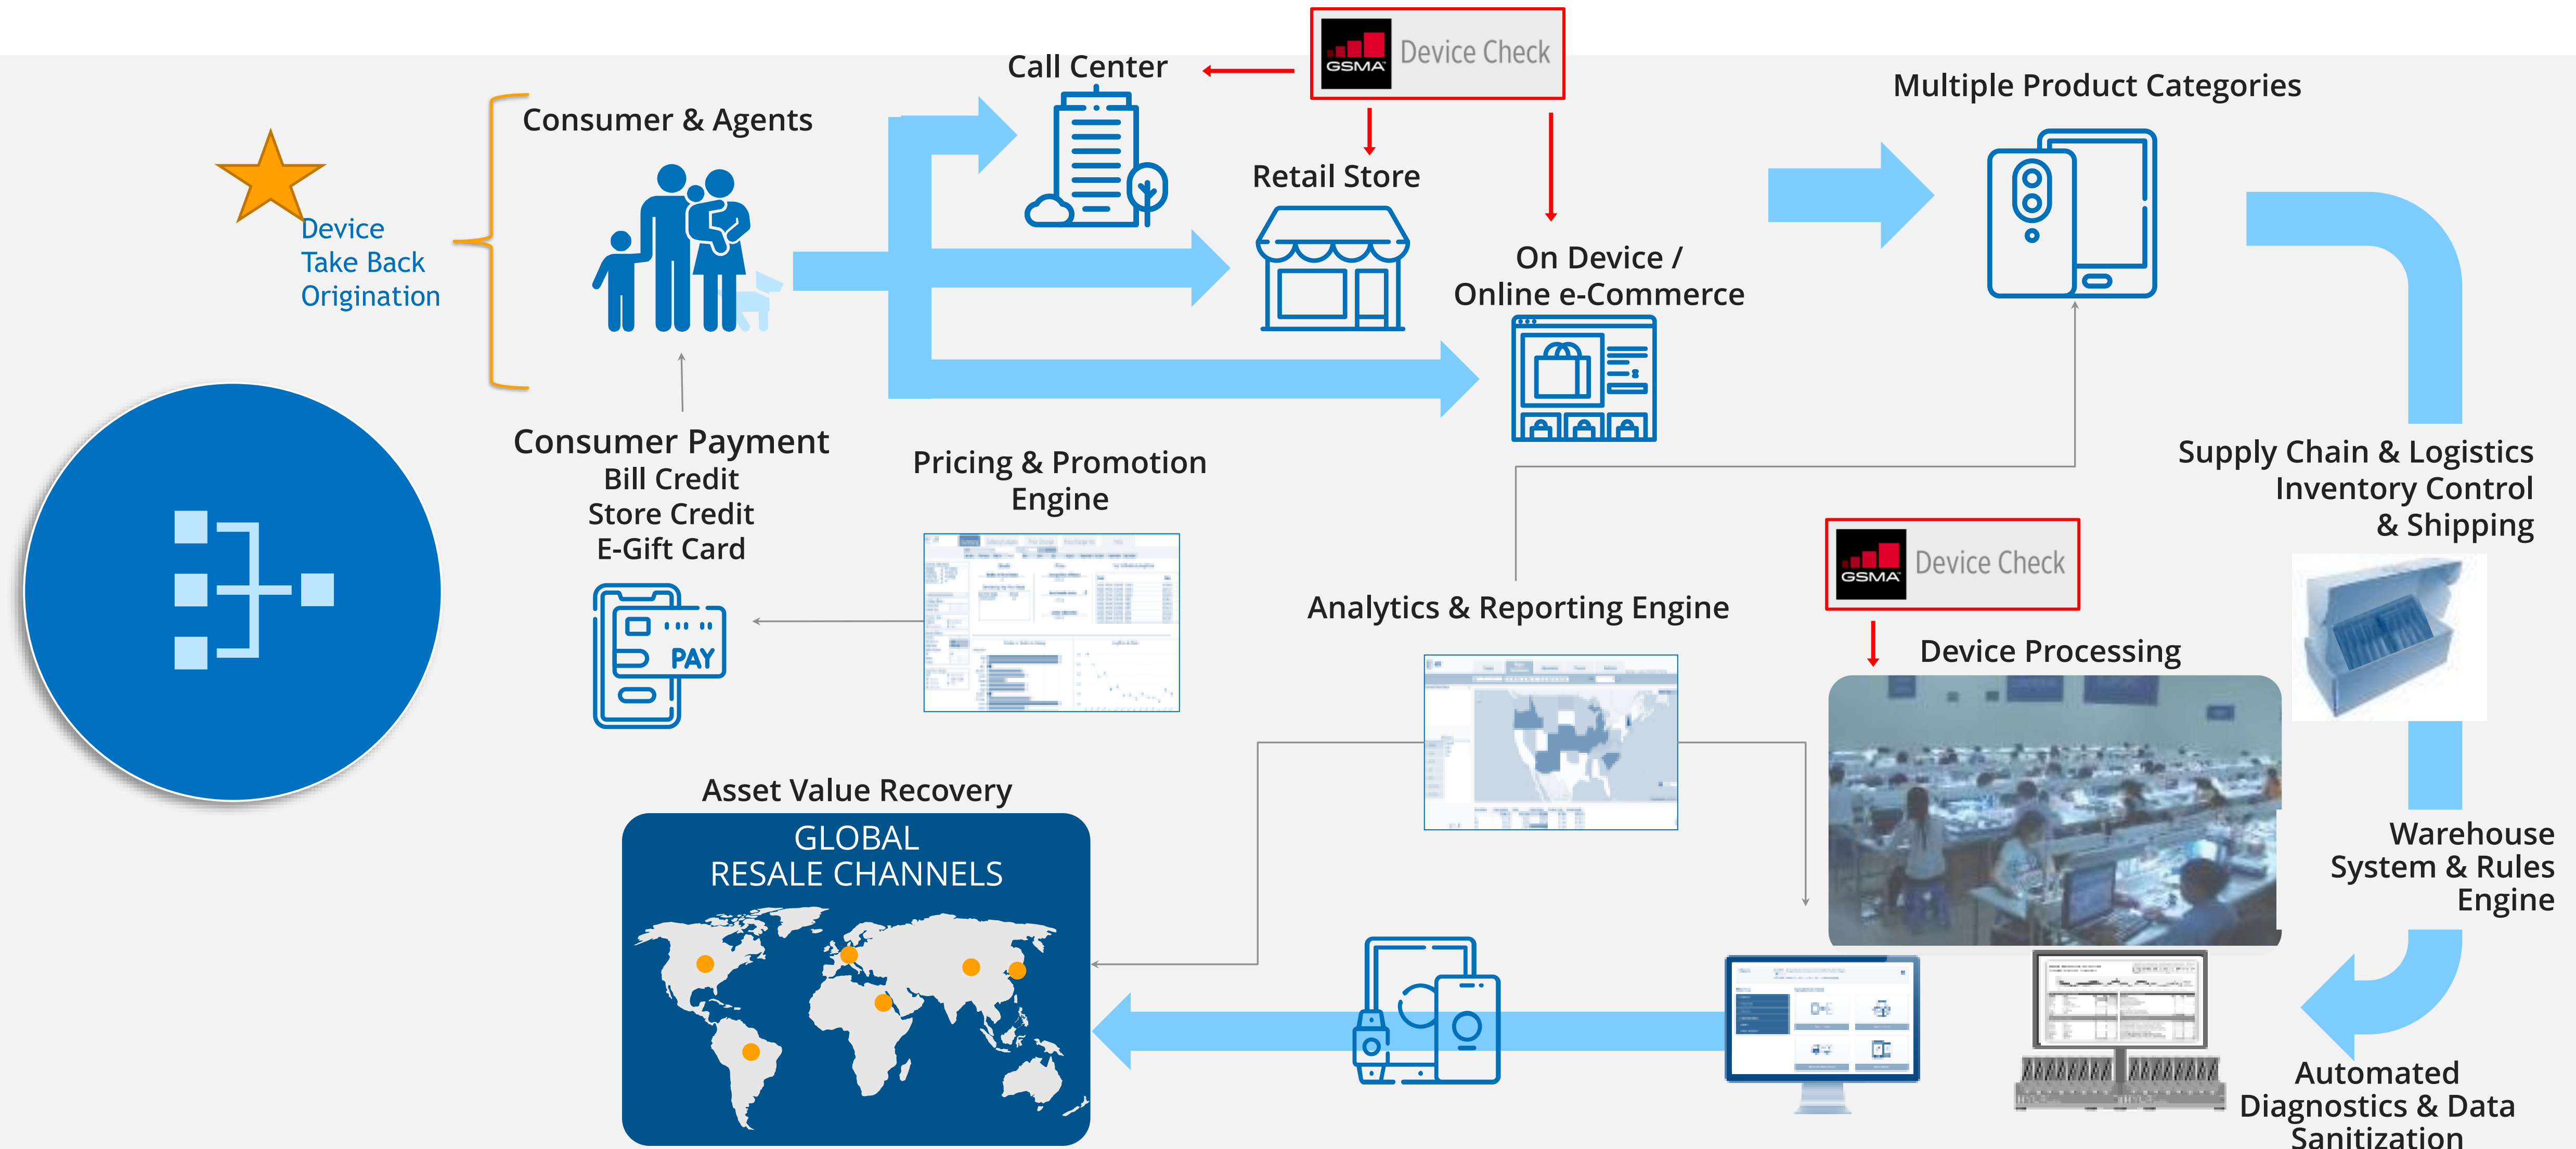 GSMA
Device Check
Call Center
Multiple Product Categories
Consumer & Agents
Retail Store
Device
Take Back
Origination
On Device /
Online e-Commerce
Consumer Payment
Bill Credit
Store Credit
E-Gift Card
PAY
Pricing & Promotion
Engine
Supply Chain & Logistics
Inventory Control
& Shipping
GSMA
Device Check
Analytics & Reporting Engine
Device Processing
Asset Value Recovery
GLOBAL
RESALE CHANNELS
Warehouse
System & Rules
Engine
Automated
Diagnostics & Data
Sanitization